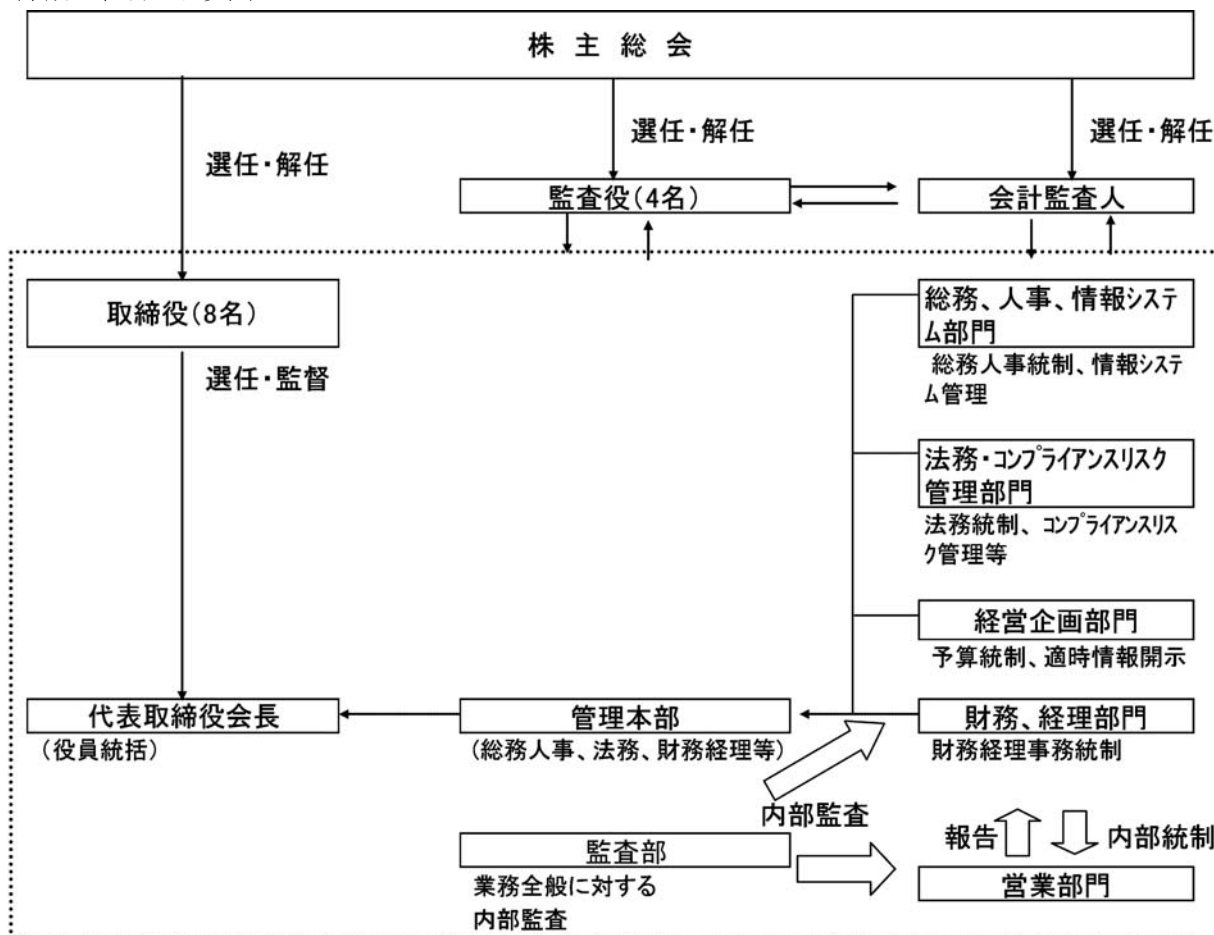 株 主 総 会
選任・解任
選任・解任
選任・解任
監査役(4名)
会計監査人
取締役(8名)
選任・監督
総務、人事、情報システ
ム部門
総務人事統制、情報システ
ム管理
法務・コンプライアンスリスク
管理部門
法務統制、コンプライアンスリス
ク管理等
経営企画部門
予算統制、適時情報開示
代表取締役会長
(役員統括)
管理本部
(総務人事、法務、財務経理等)
財務、経理部門
財務経理事務統制
内部監査
監査部
業務全般に対する
内部監査
報告
内部統制
営業部門